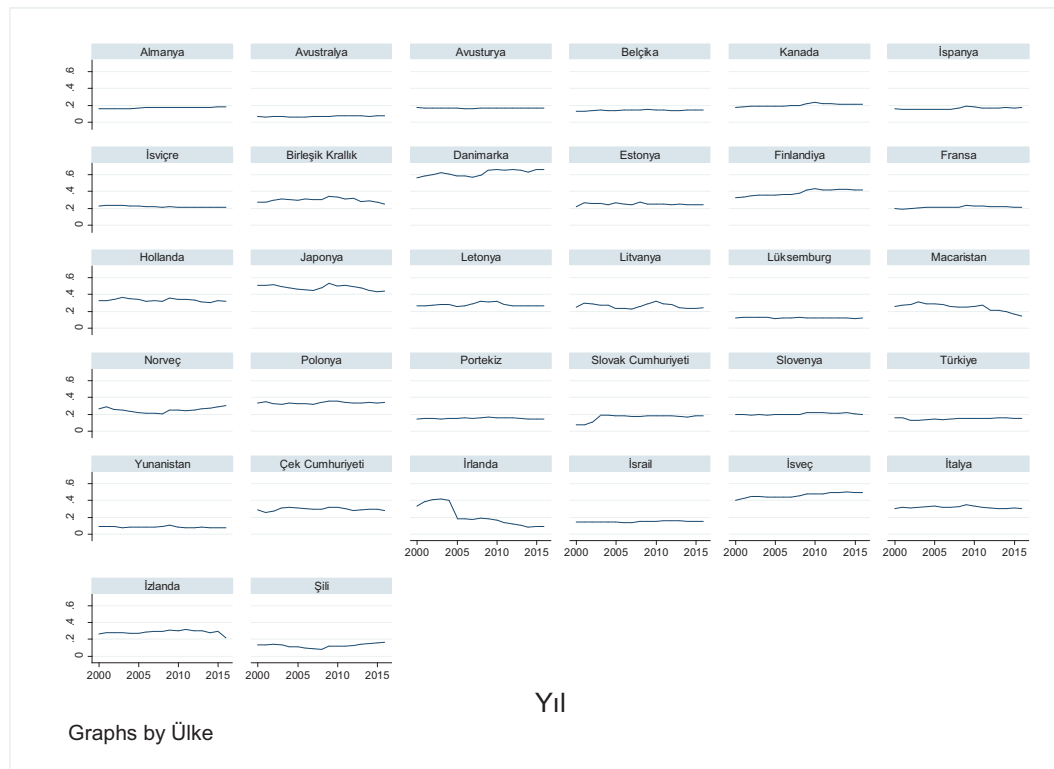 Almanya Avustralya Avusturya Belçika Kanada İspanya
.6
.4
.2
0
İsviçre Birleşik Krallık Danimarka Estonya Finlandiya Fransa
.6
.4
.2
0
Hollanda Japonya Letonya Litvanya Lüksemburg Macaristan
.6
.4
.2
0
Norveç Polonya Portekiz Slovak Cumhuriyeti Slovenya Türkiye
.6
.4
.2
0
Yunanistan Çek Cumhuriyeti İrlanda İsrail İsveç İtalya
.6
.4
.2
0
2000 2005 2010 2015 2000 2005 2010 2015 2000 2005 2010 2015 2000 2005 2010 2015
İzlanda Şili
.6
.4
.2
0
2000 2005 2010 2015 2000 2005 2010 2015
Yıl
Graphs by Ülke